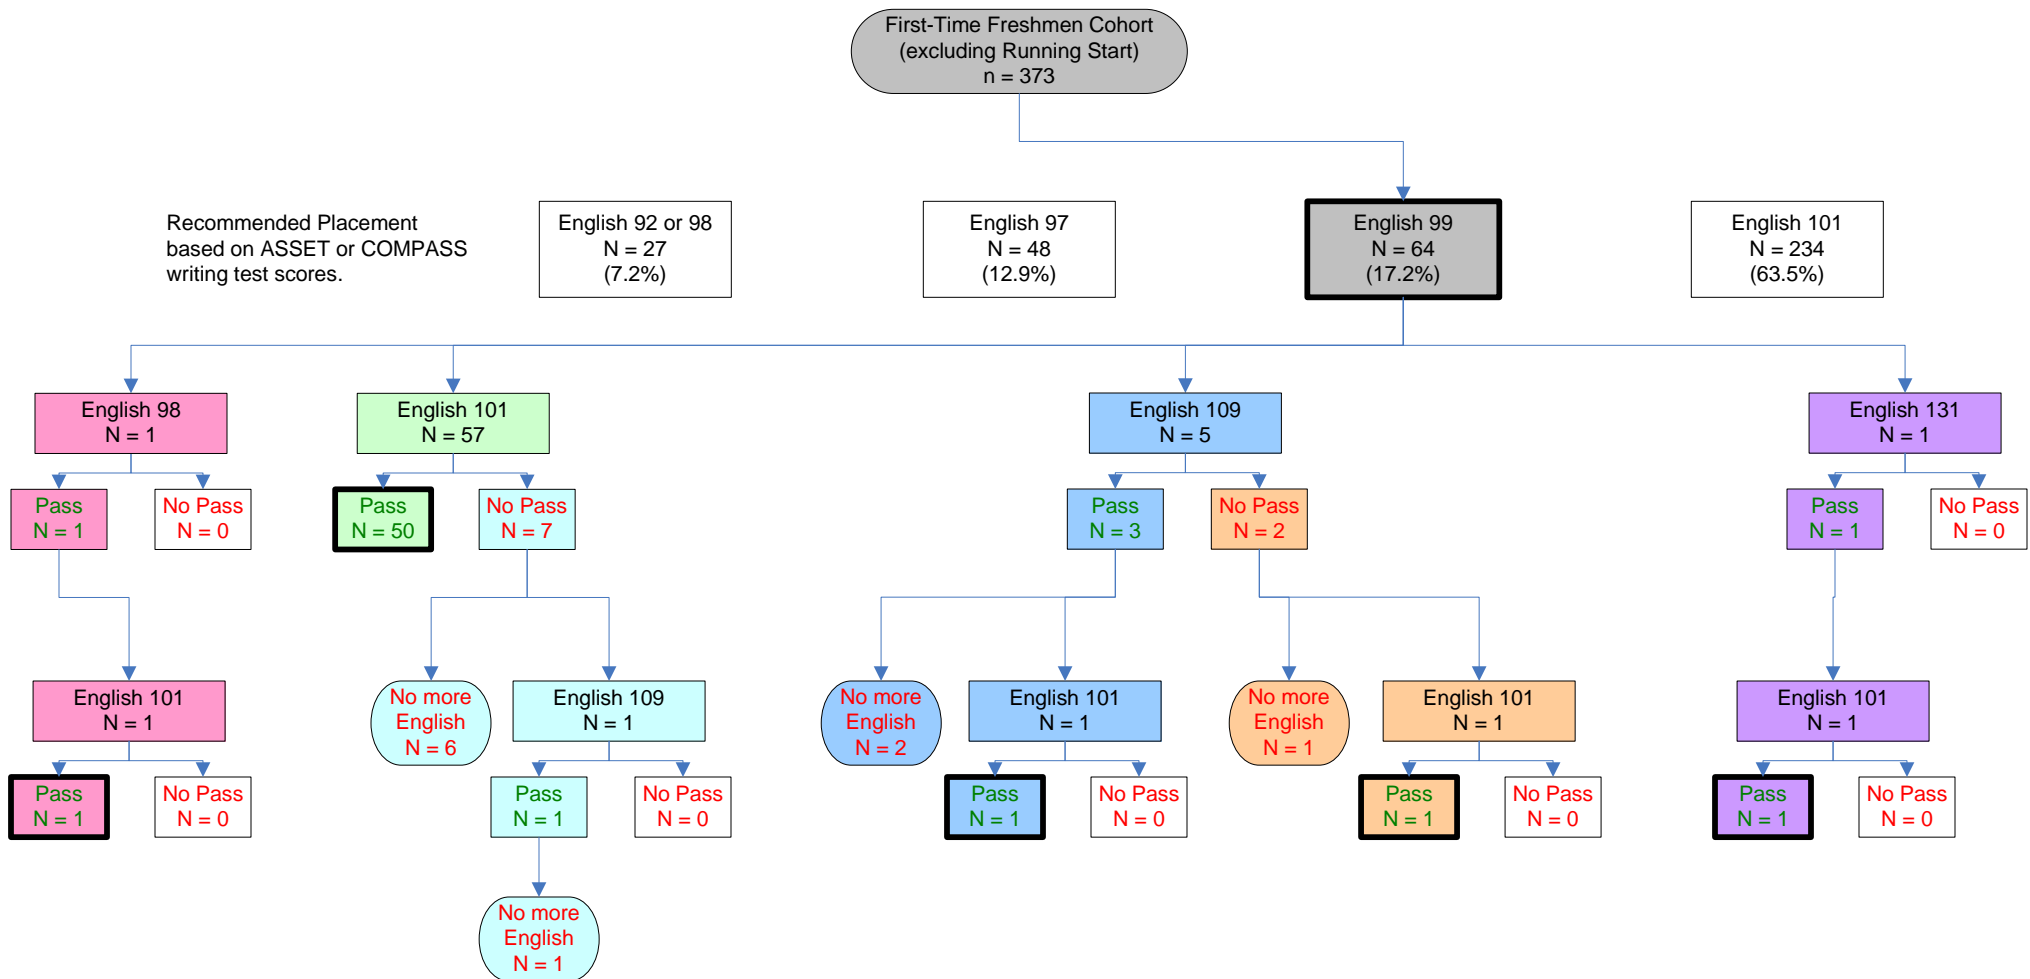 First-Time Freshmen Cohort
(excluding Running Start)
n = 373
Recommended Placement
based on ASSET or COMPASS
writing test scores.
English 92 or 98
N = 27
(7.2%)
English 97
N = 48
(12.9%)
English 99
N = 64
(17.2%)
English 101
N = 234
(63.5%)
English 98
N = 1
English 101
N = 57
English 109
N = 5
English 131
N = 1
Pass
N = 1
No Pass
N = 0
Pass
N = 50
No Pass
N = 7
Pass
N = 3
No Pass
N = 2
Pass
N = 1
No Pass
N = 0
English 101
N = 1
No more
English
N = 6
English 109
N = 1
No more
English
N = 2
English 101
N = 1
No more
English
N = 1
English 101
N = 1
English 101
N = 1
Pass
N = 1
No Pass
N = 0
Pass
N = 1
No Pass
N = 0
Pass
N = 1
No Pass
N = 0
Pass
N = 1
No Pass
N = 0
Pass
N = 1
No Pass
N = 0
No more
English
N = 1